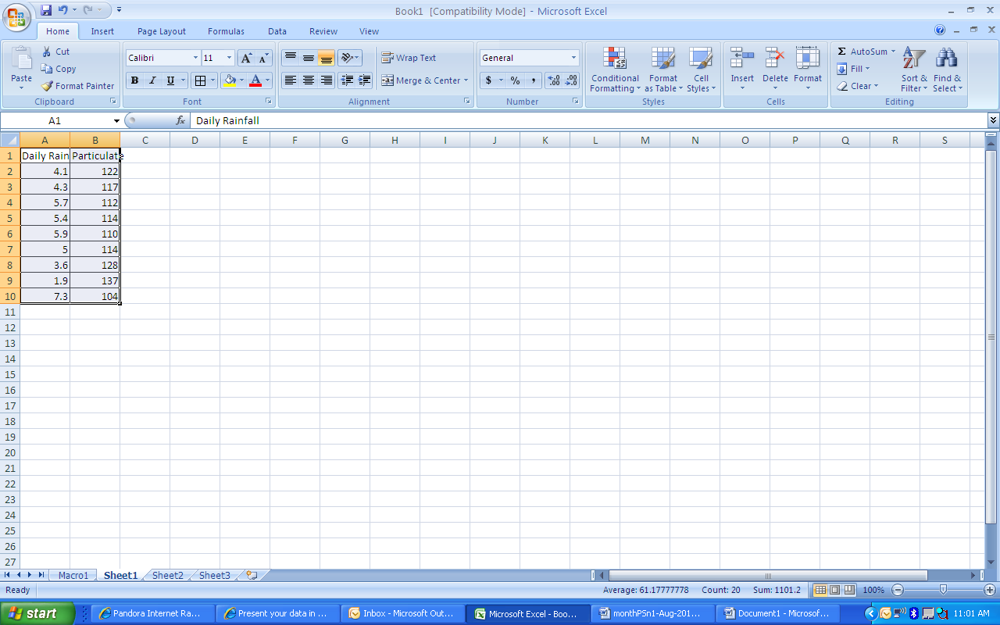 Book1 [Compatibility Mode] - Microsoft Excel
Home Insert Page Layout Formulas Data Review View
Paste
Cut
Copy
Format Painter
Clipboard
Calibri 11
B I U
Font
Wrap Text
Merge & Center
Alignment
General
$ % ,
Number
Conditional Formatting
Format as Table
Cell Styles
Styles
Insert Delete Format
Cells
Σ AutoSum
Fill
Clear
Sort & Filter
Find & Select
Editing
A1 fx Daily Rainfall
A B C D E F G H I J K L M N O P Q R S
1 Daily Rain Particulate
2 4.1 122
3 4.3 117
4 5.7 112
5 5.4 114
6 5.9 110
7 5 114
8 3.6 128
9 1.9 137
10 7.3 104
11
12
13
14
15
16
17
18
19
20
21
22
23
24
25
26
27
Macro1 Sheet1 Sheet2 Sheet3
Ready Average: 61.17777778 Count: 20 Sum: 1101.2 100%
start Pandora Internet Ra... Present your data in ... Inbox - Microsoft Out... Microsoft Excel - Boo... monthPSn1-Aug-201... Document1 - Microsof... 11:01 AM